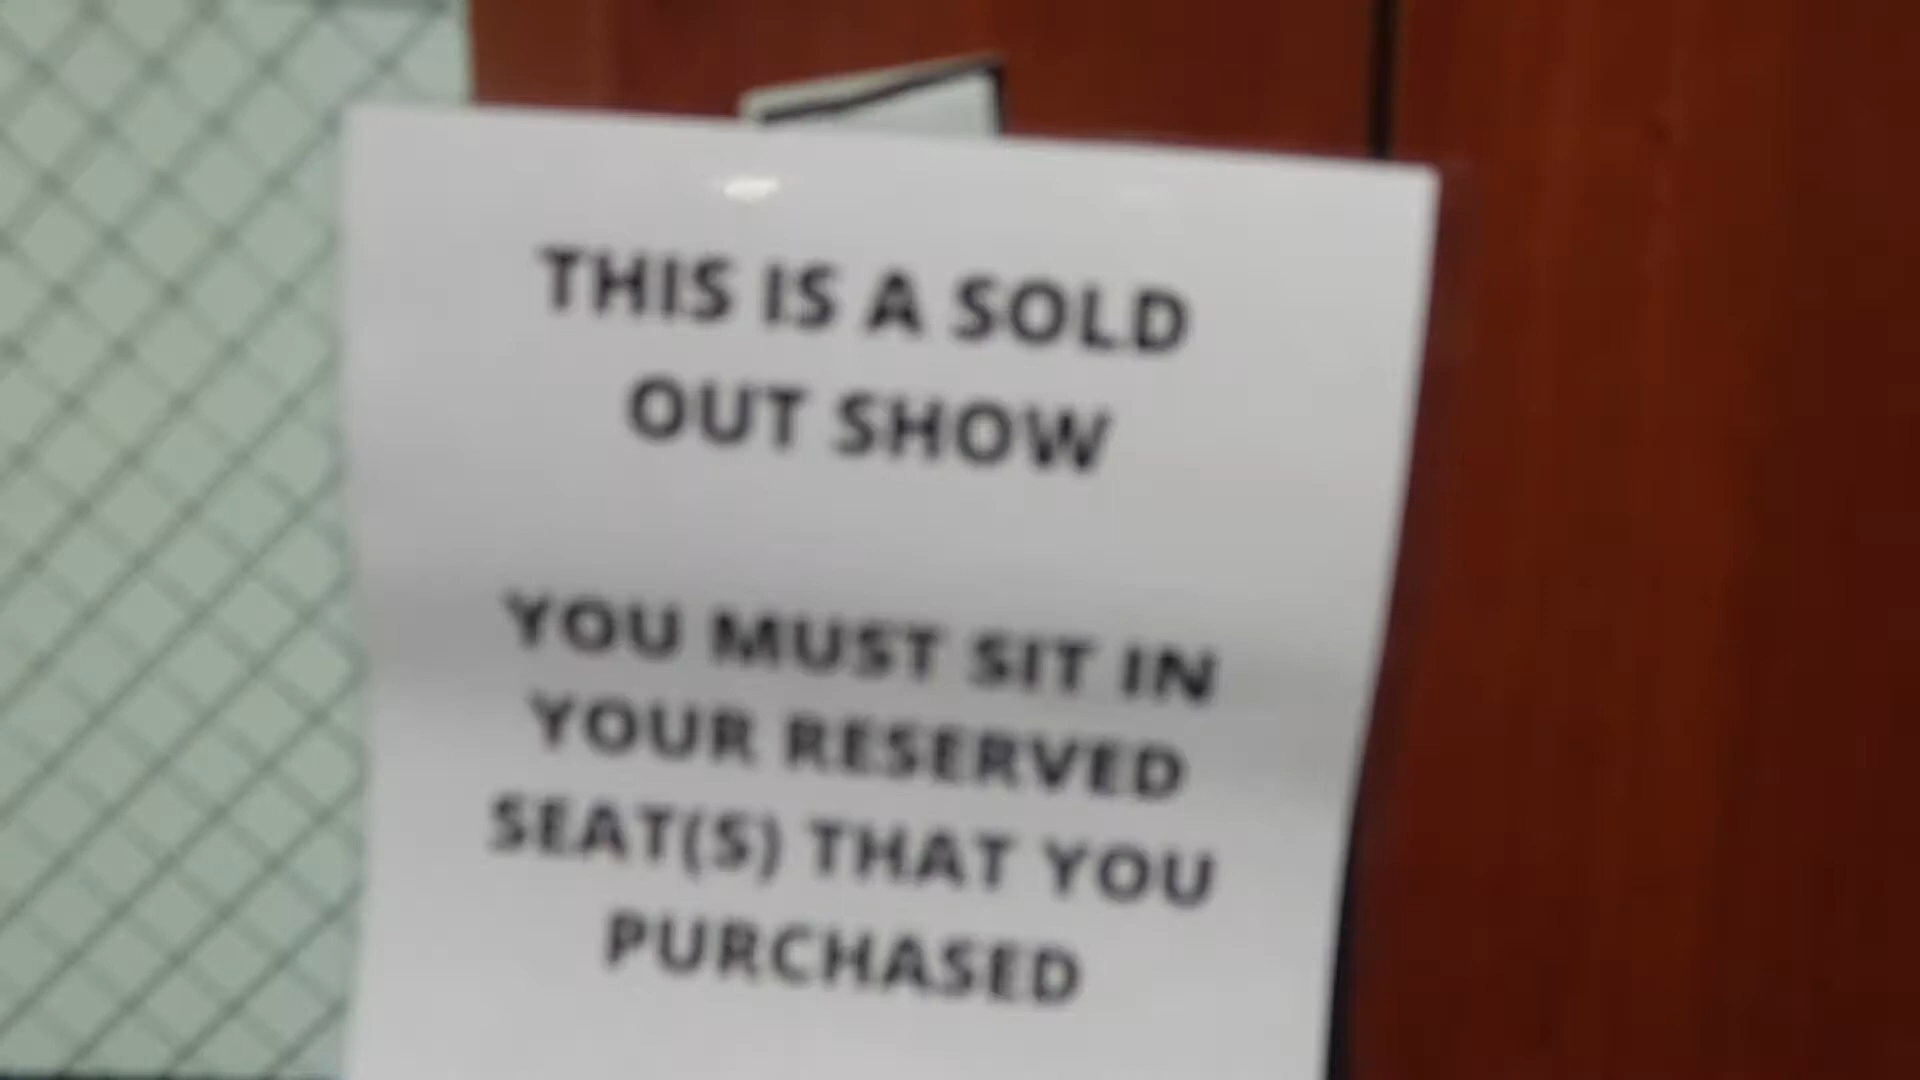 THIS IS A SOLD
OUT SHOW
YOU MUST SIT IN
YOUR RESERVED
SEAT(S) THAT YOU
PURCHASED